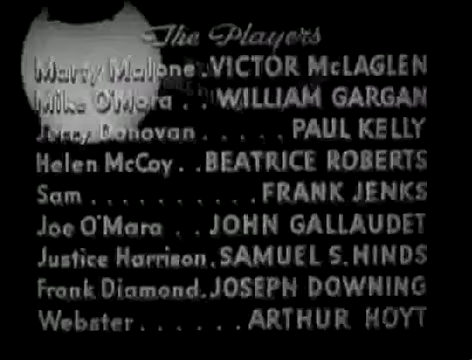 The Players
Marty Malone.VICTOR McLAGLEN
Mike O'Mara . . WILLIAM GARGAN
Jerry Donovan . . . . . PAUL KELLY
Helen McCoy . . BEATRICE ROBERTS
Sam . . . . . . . . . . FRANK JENKS
Joe O'Mara . . JOHN GALLAUDET
Justice Harrison. SAMUEL S. HINDS
Frank Diamond. JOSEPH DOWNING
Webster . . . . . . ARTHUR HOYT